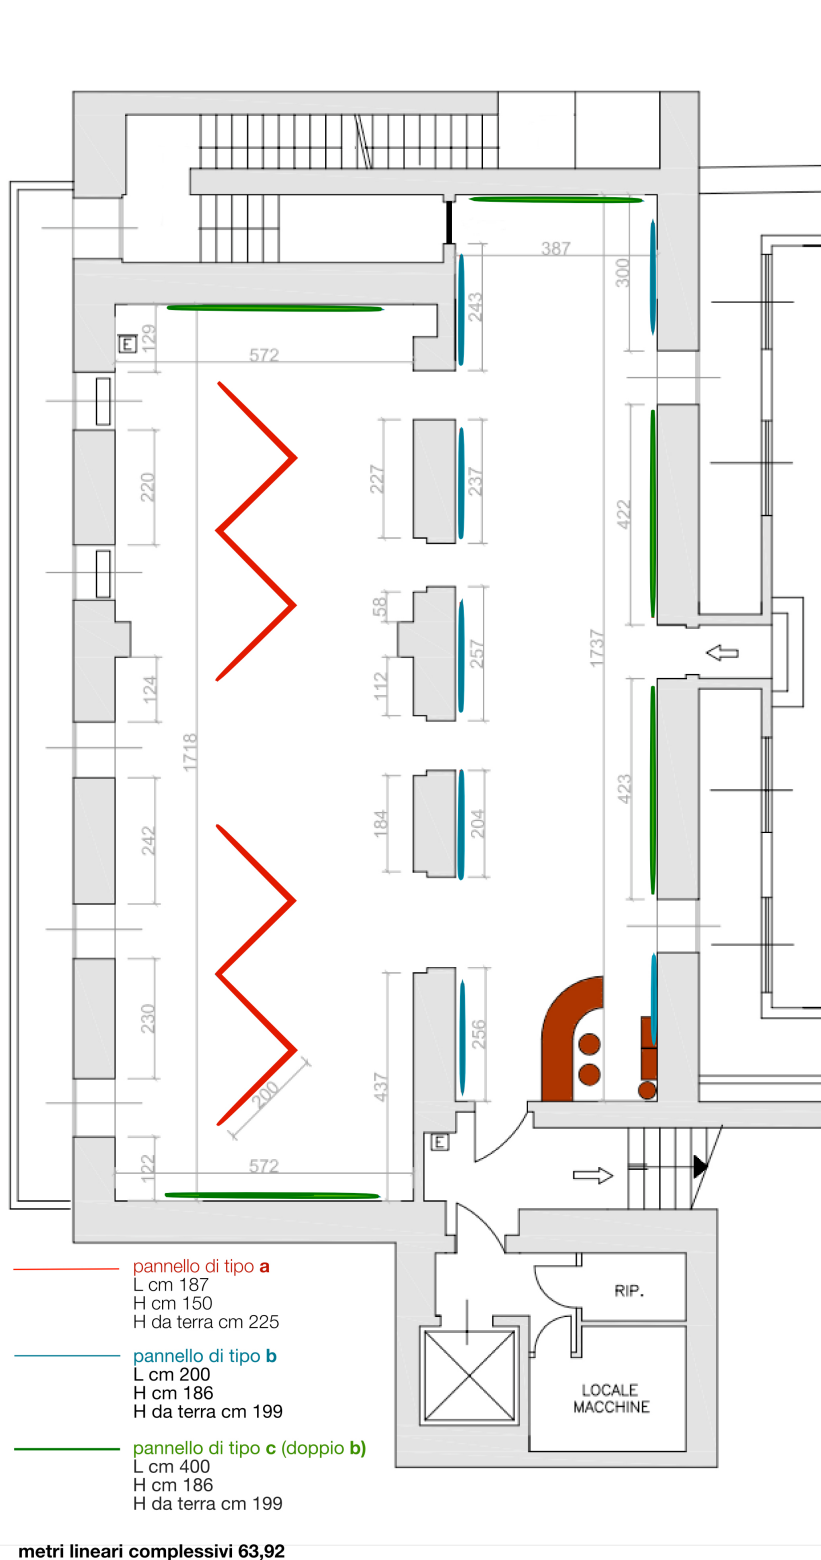 387
300
243
129
E
572
227
237
220
422
58
257
1737
124
112
1718
423
184
204
242
230
256
437
200
122
572
E
RIP.
LOCALE
MACCHINE
pannello di tipo a
L cm 187
H cm 150
H da terra cm 225
pannello di tipo b
L cm 200
H cm 186
H da terra cm 199
pannello di tipo c (doppio b)
L cm 400
H cm 186
H da terra cm 199
metri lineari complessivi 63,92